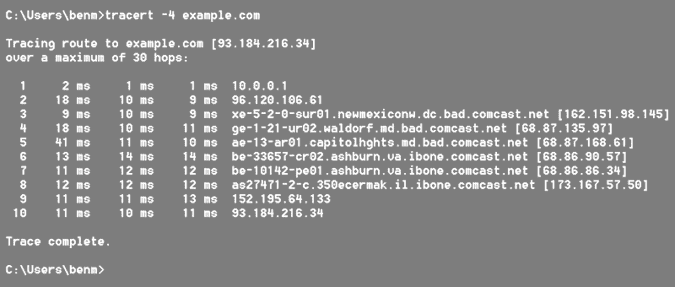 C:\Users\benm>tracert -4 example.com
Tracing route to example.com [93.184.216.34]
over a maximum of 30 hops:
1 2 ms 1 ms 1 ms 10.0.0.1
2 18 ms 10 ms 9 ms 96.120.106.61
3 9 ms 10 ms 9 ms xe-5-2-0-sur01.newmexiconw.dc.bad.comcast.net [162.151.98.145]
4 18 ms 10 ms 11 ms ge-1-21-ur02.waldorf.md.bad.comcast.net [68.87.135.97]
5 41 ms 11 ms 10 ms ae-13-ar01.capitolhghts.md.bad.comcast.net [68.87.168.61]
6 13 ms 14 ms 14 ms be-33657-cr02.ashburn.va.ibone.comcast.net [68.86.90.57]
7 11 ms 12 ms 12 ms be-10142-pe01.ashburn.va.ibone.comcast.net [68.86.86.34]
8 12 ms 12 ms 12 ms as27471-2-c.350ecermak.il.ibone.comcast.net [173.167.57.50]
9 11 ms 11 ms 13 ms 152.195.64.133
10 11 ms 10 ms 11 ms 93.184.216.34
Trace complete.
C:\Users\benm>